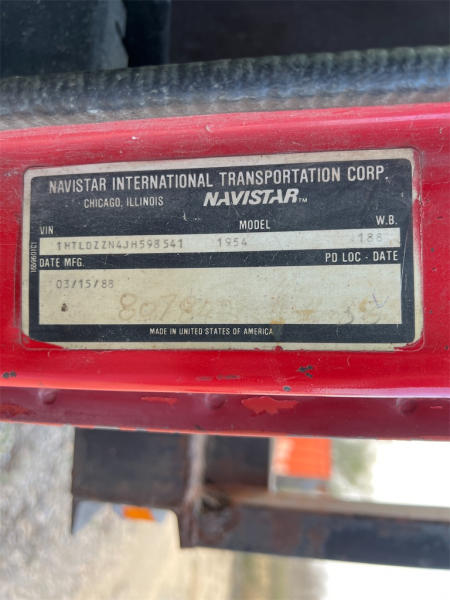 NAVISTAR INTERNATIONAL TRANSPORTATION CORP.
CHICAGO, ILLINOIS NAVISTAR™
VIN MODEL W.B.
1HTLDZZN4JH598541 1954 188
DATE MFG. PD LOC - DATE
03/15/88
MADE IN UNITED STATES OF AMERICA